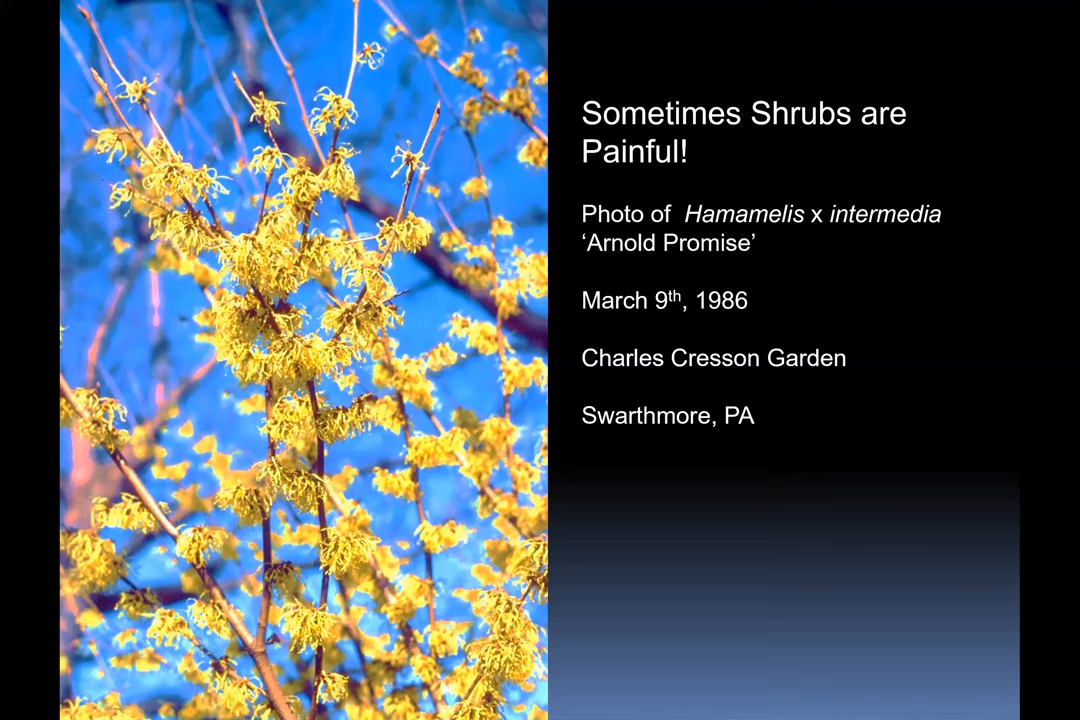 Sometimes Shrubs are
Painful!
Photo of Hamamelis x intermedia
‘Arnold Promise’
March 9th, 1986
Charles Cresson Garden
Swarthmore, PA